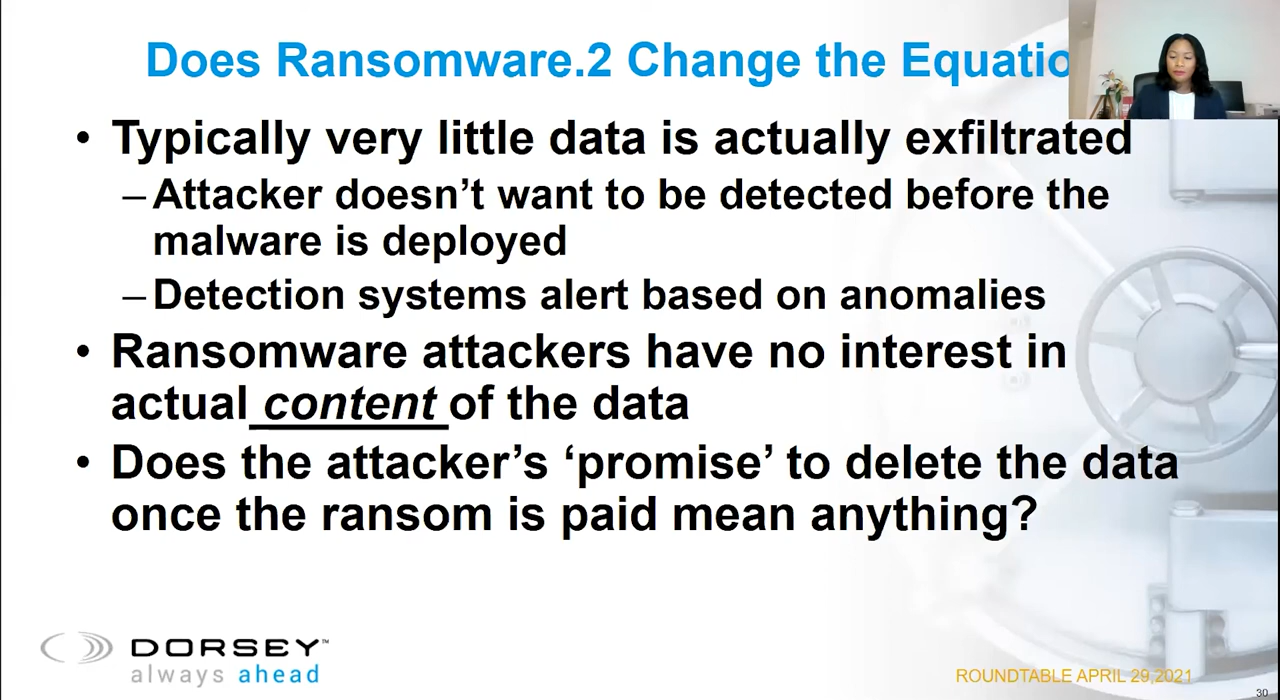 Does Ransomware.2 Change the Equatio
• Typically very little data is actually exfiltrated
– Attacker doesn’t want to be detected before the
malware is deployed
– Detection systems alert based on anomalies
• Ransomware attackers have no interest in
actual content of the data
• Does the attacker’s ‘promise’ to delete the data
once the ransom is paid mean anything?
DORSEY™
always ahead
ROUNDTABLE APRIL 29,2021
30